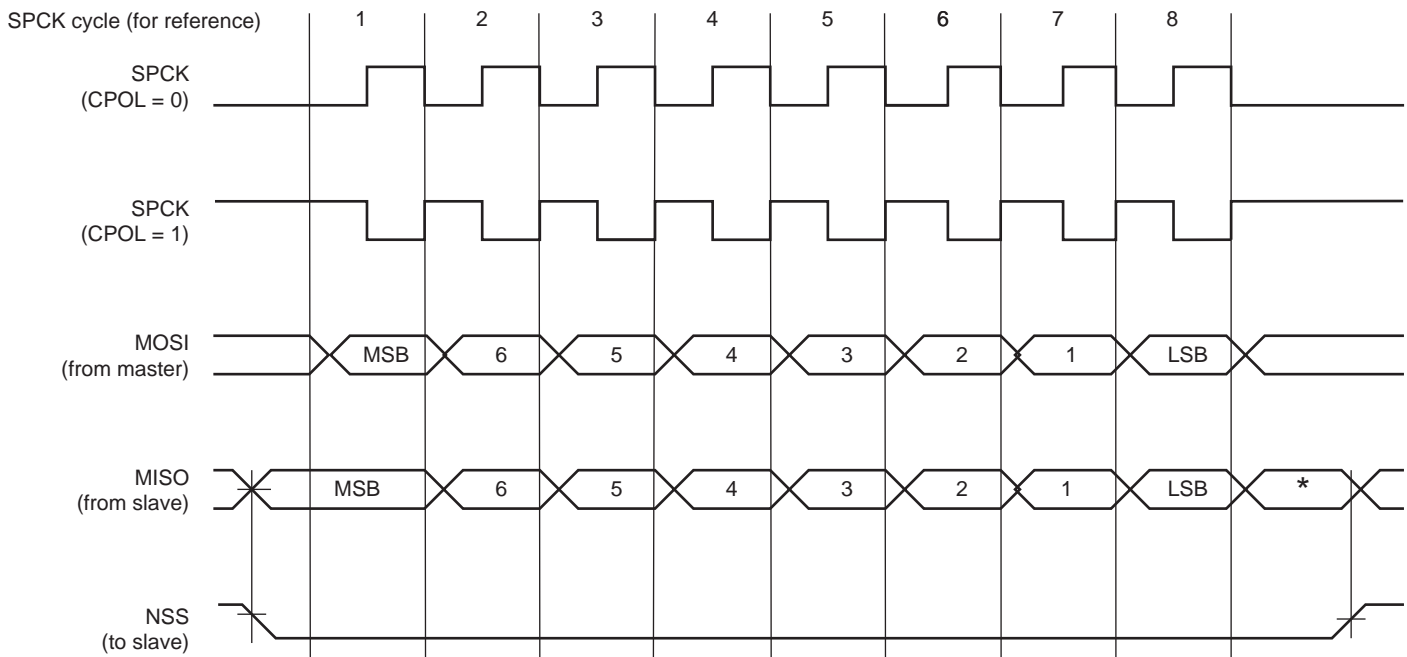 SPCK cycle (for reference) 1 2 3 4 5 6 7 8
SPCK
(CPOL = 0)
SPCK
(CPOL = 1)
MOSI
(from master)
MSB 6 5 4 3 2 1 LSB
MISO
(from slave)
MSB 6 5 4 3 2 1 LSB *
NSS
(to slave)